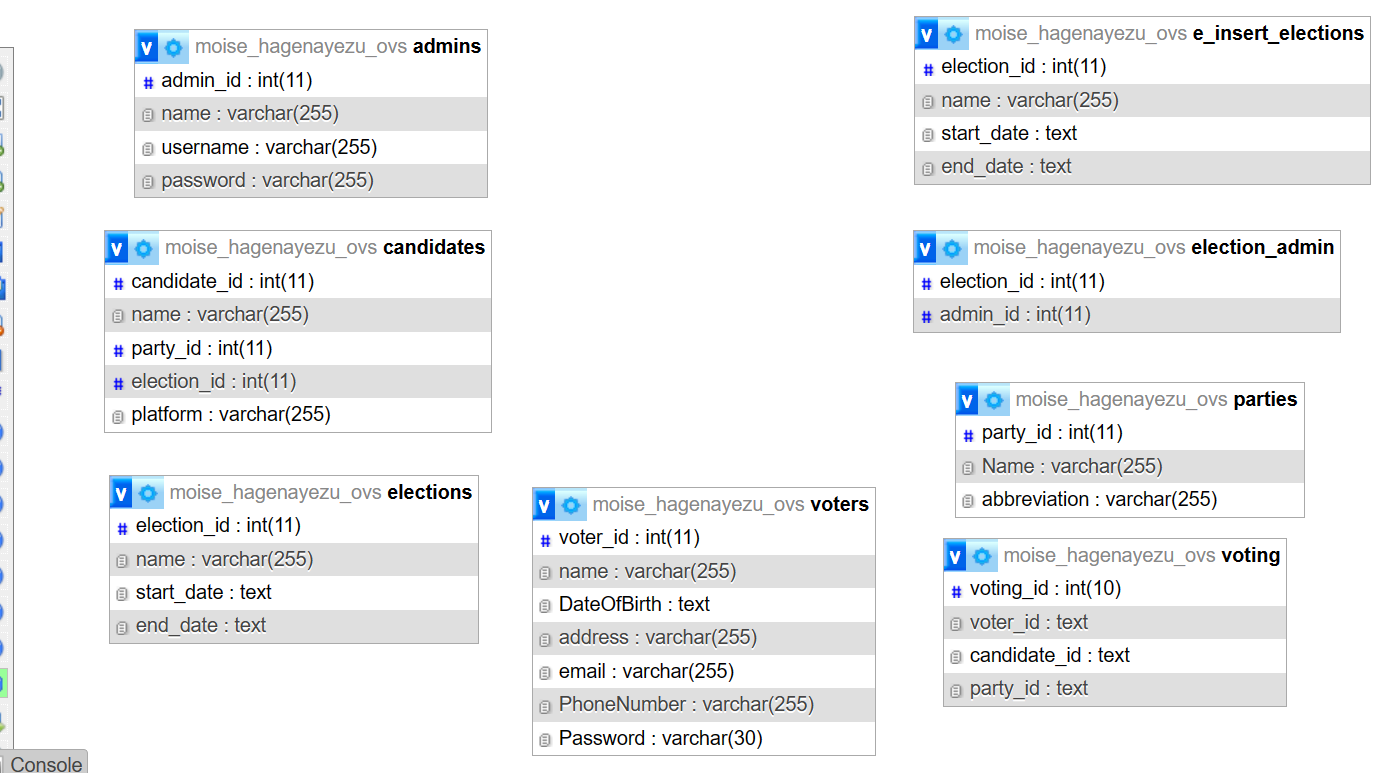 moise_hagenayezu_ovs admins
admin_id : int(11)
name : varchar(255)
username : varchar(255)
password : varchar(255)
moise_hagenayezu_ovs e_insert_elections
election_id : int(11)
name : varchar(255)
start_date : text
end_date : text
moise_hagenayezu_ovs candidates
candidate_id : int(11)
name : varchar(255)
party_id : int(11)
election_id : int(11)
platform : varchar(255)
moise_hagenayezu_ovs election_admin
election_id : int(11)
admin_id : int(11)
moise_hagenayezu_ovs parties
party_id : int(11)
Name : varchar(255)
abbreviation : varchar(255)
moise_hagenayezu_ovs elections
election_id : int(11)
name : varchar(255)
start_date : text
end_date : text
moise_hagenayezu_ovs voters
voter_id : int(11)
name : varchar(255)
DateOfBirth : text
address : varchar(255)
email : varchar(255)
PhoneNumber : varchar(255)
Password : varchar(30)
moise_hagenayezu_ovs voting
voting_id : int(10)
voter_id : text
candidate_id : text
party_id : text
Console